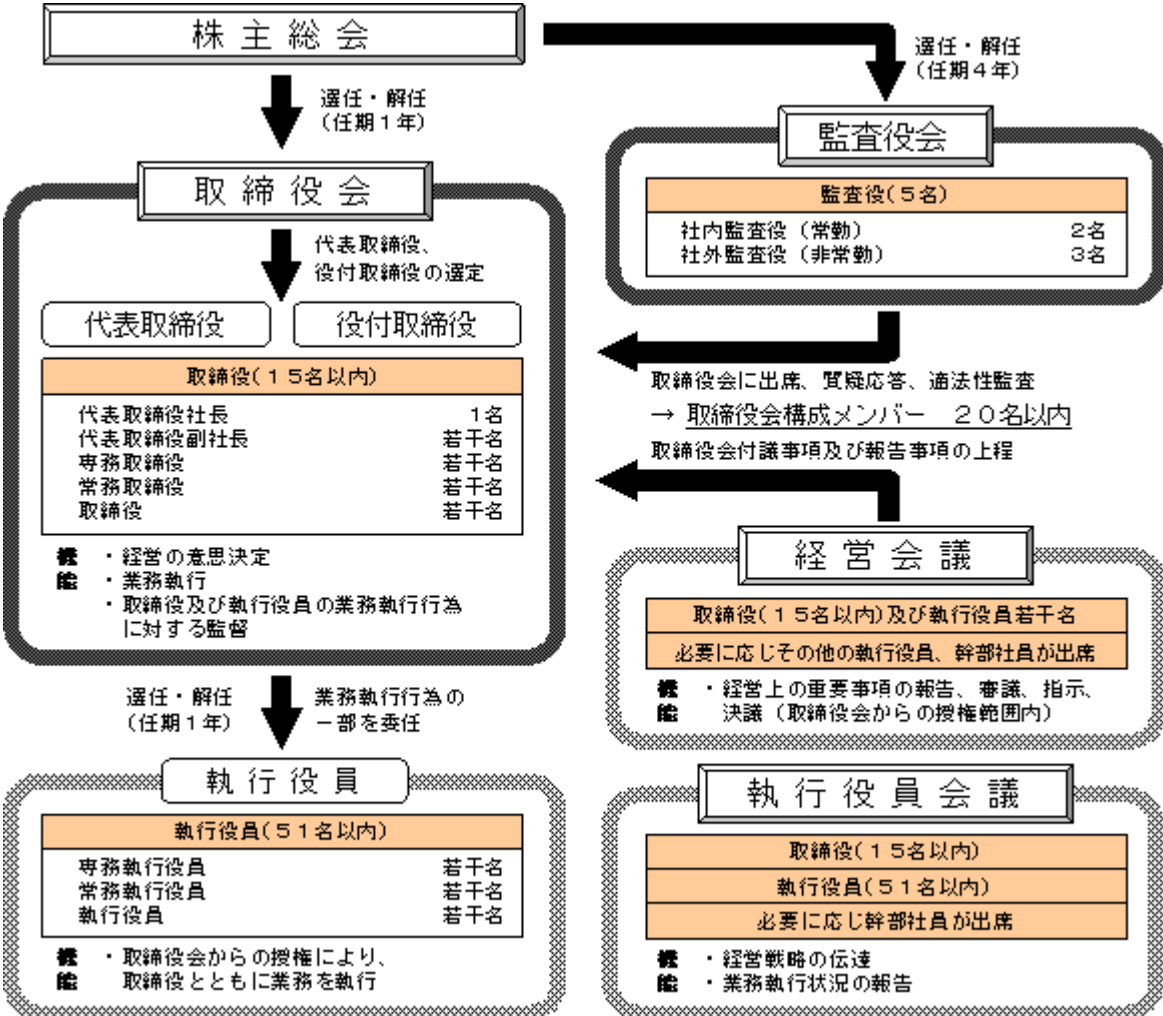 株主総会
選任・解任
(任期1年)
取締役会
代表取締役、
役付取締役の選定
代表取締役
役付取締役
取締役(15名以内)
代表取締役社長 1名
代表取締役副社長 若干名
専務取締役 若干名
常務取締役 若干名
取締役 若干名
機能
・経営の意思決定
・業務執行
・取締役及び執行役員の業務執行行為
に対する監督
選任・解任
(任期1年)
業務執行行為の
一部を委任
執行役員
執行役員(51名以内)
専務執行役員 若干名
常務執行役員 若干名
執行役員 若干名
機能
・取締役会からの授権により、
取締役とともに業務を執行
選任・解任
(任期4年)
監査役会
監査役(5名)
社内監査役(常勤) 2名
社外監査役(非常勤) 3名
取締役会に出席、質疑応答、適法性監査
→ 取締役会構成メンバー 20名以内
取締役会付議事項及び報告事項の上程
経営会議
取締役(15名以内)及び執行役員若干名
必要に応じその他の執行役員、幹部社員が出席
機能
・経営上の重要事項の報告、審議、指示、
決議(取締役会からの授権範囲内)
執行役員会議
取締役(15名以内)
執行役員(51名以内)
必要に応じ幹部社員が出席
機能
・経営戦略の伝達
・業務執行状況の報告